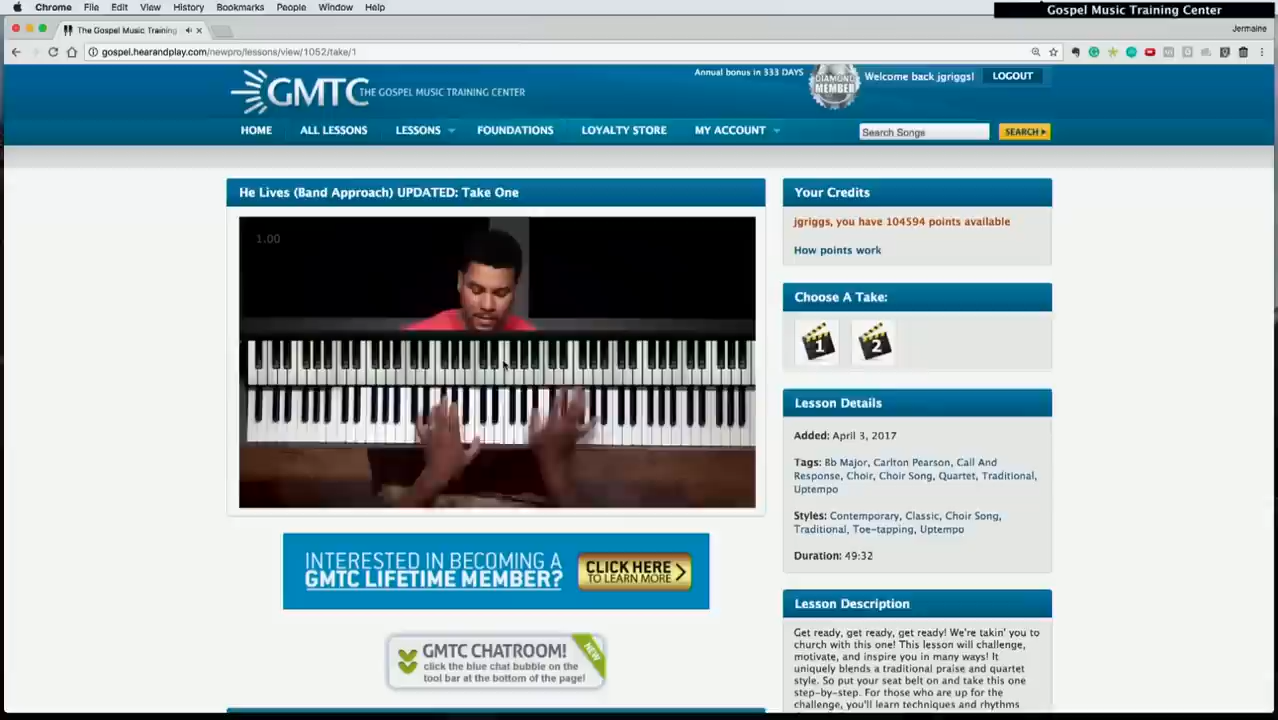 Gospel Music Training Center
Chrome File Edit View History Bookmarks People Window Help
The Gospel Music Training
Jermaine
gospel.hearandplay.com/newpro/lessons/view/1052/take/1
GMTC THE GOSPEL MUSIC TRAINING CENTER
Annual bonus in 333 DAYS
DIAMOND MEMBER
Welcome back jgriggs!
LOGOUT
HOME ALL LESSONS LESSONS FOUNDATIONS LOYALTY STORE MY ACCOUNT
Search Songs
SEARCH
He Lives (Band Approach) UPDATED: Take One
1.00
INTERESTED IN BECOMING A
GMTC LIFETIME MEMBER?
CLICK HERE
TO LEARN MORE
GMTC CHATROOM!
NEW
click the blue chat bubble on the
tool bar at the bottom of the page!
Your Credits
jgriggs, you have 104594 points available
How points work
Choose A Take:
1 2
Lesson Details
Added: April 3, 2017
Tags: Bb Major, Carlton Pearson, Call And
Response, Choir, Choir Song, Quartet, Traditional,
Uptempo
Styles: Contemporary, Classic, Choir Song,
Traditional, Toe-tapping, Uptempo
Duration: 49:32
Lesson Description
Get ready, get ready, get ready! We're takin' you to
church with this one! This lesson will challenge,
motivate, and inspire you in many ways! It
uniquely blends a traditional praise and quartet
style. So put your seat belt on and take this one
step-by-step. For those who are up for the
challenge, you'll learn techniques and rhythms